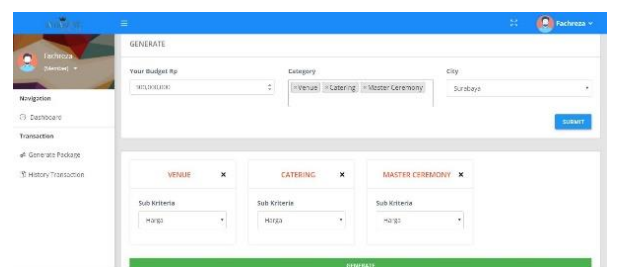 Fachreza
Fachreza
(Member)
Navigation
Dashboard
Transaction
Generate Package
History Transaction
GENERATE
Your Budget Rp
Category
× Venue × Catering × Master Ceremony
City
Surabaya
SUBMIT
VENUE ×
Sub Kriteria
Harga
CATERING ×
Sub Kriteria
Harga
MASTER CEREMONY ×
Sub Kriteria
Harga
GENERATE